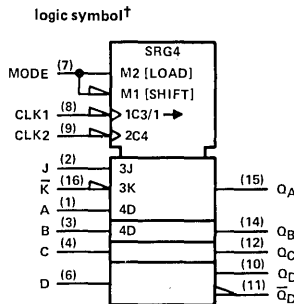 logic symbol†
SRG4
MODE (7) M2 [LOAD]
M1 [SHIFT]
CLK1 (8) 1C3/1
CLK2 (9) 2C4
J (2) 3J
K̅ (16) 3K (15) QA
A (1) 4D
B (3) 4D (14) QB
C (4) (12) QC
(10) QD
D (6) (11) Q̅D